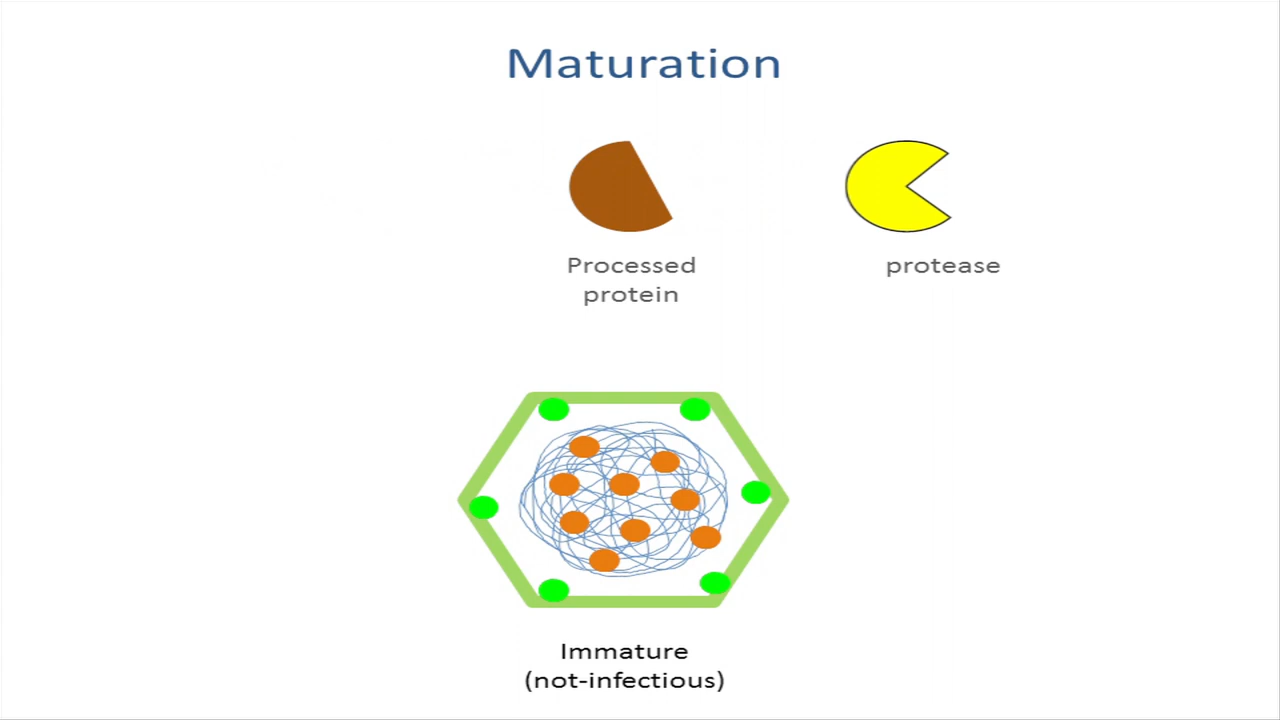 Maturation
Processed
protein
protease
Immature
(not-infectious)